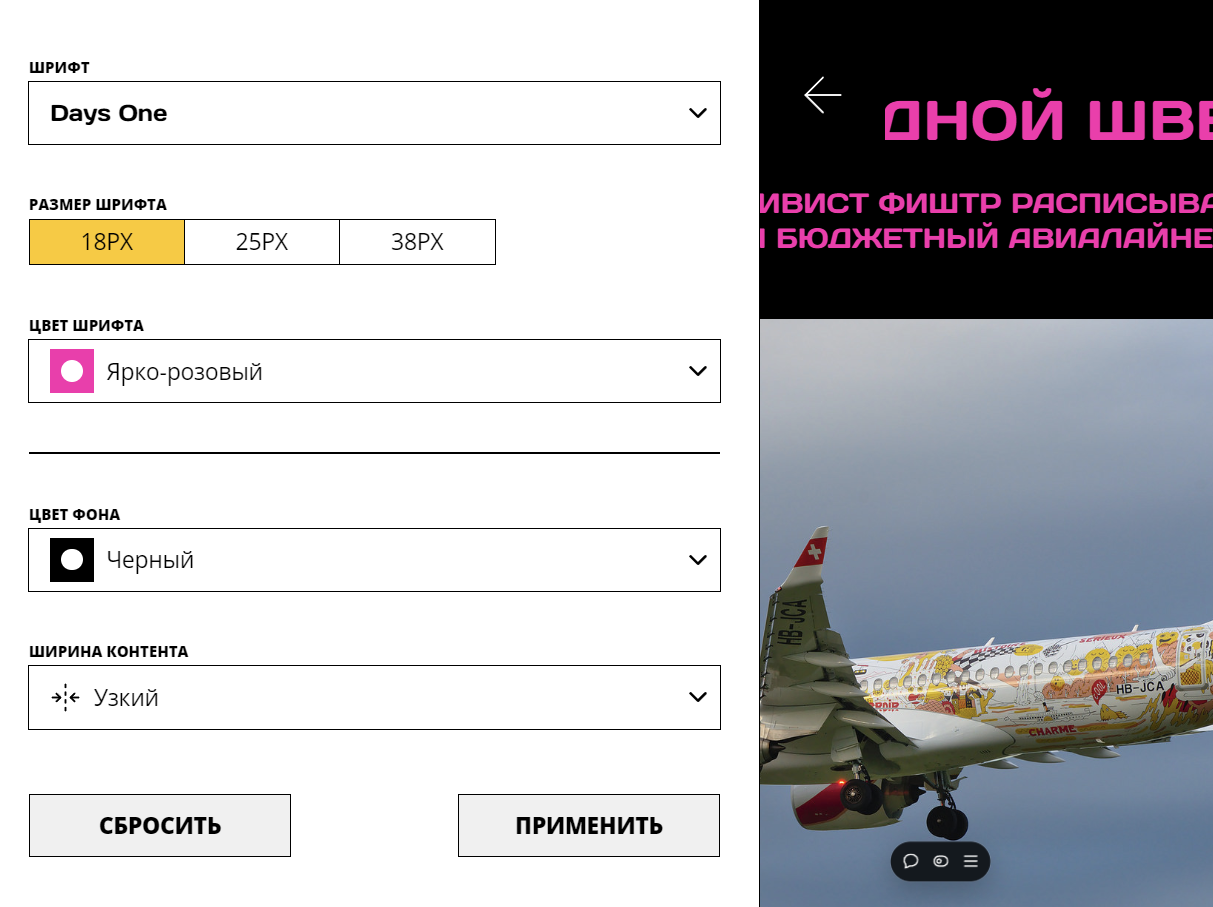 ШРИФТ
Days One
РАЗМЕР ШРИФТА
18PX 25PX 38PX
ЦВЕТ ШРИФТА
Ярко-розовый
ЦВЕТ ФОНА
Черный
ШИРИНА КОНТЕНТА
Узкий
СБРОСИТЬ ПРИМЕНИТЬ
ДНОЙ ШВЕ
ИВИСТ ФИШТР РАСПИСЫВА
БЮДЖЕТНЫЙ АВИАЛАЙНЕ
HB-JCA
SÉRIEUX
HB-JCA
CHARME